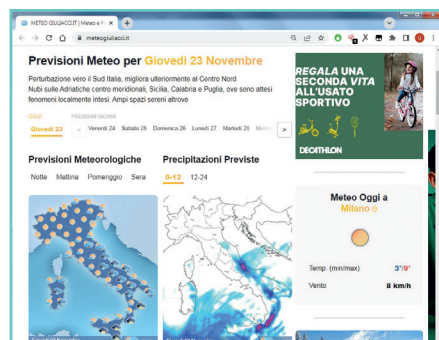 METEO GIULIACCI.IT | Meteo e P
meteogiuliacci.it
Previsioni Meteo per Giovedì 23 Novembre
Perturbazione verso il Sud Italia, migliora ulteriormente al Centro Nord
Nubi sulle Adriatiche centro meridionali, Sicilia, Calabria e Puglia, ove sono attesi
fenomeni localmente intesi. Ampi spazi sereni altrove
OGGI
PROSSIMI GIORNI
Giovedì 23
< Venerdì 24 Sabato 25 Domenica 26 Lunedì 27 Martedì 28 >
Previsioni Meteorologiche
Notte Mattina Pomeriggio Sera
Precipitazioni Previste
0-12 12-24
REGALA UNA
SECONDA VITA
ALL'USATO
SPORTIVO
DECATHLON
Meteo Oggi a
Milano
Temp. (min/max) 3°/9°
Vento 8 km/h